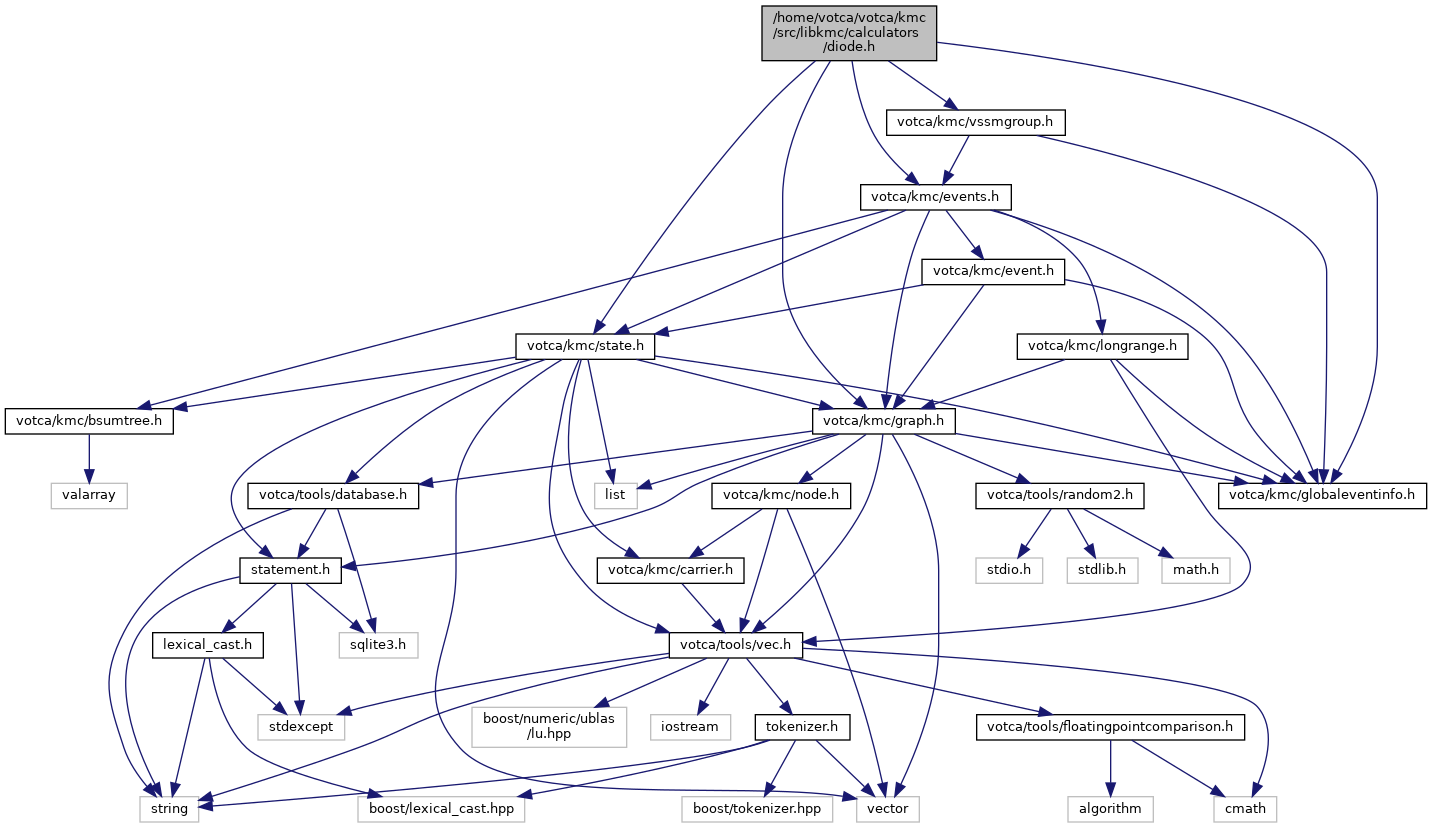 /home/votca/votca/kmc
/src/libkmc/calculators
/diode.h
votca/kmc/vssmgroup.h
votca/kmc/events.h
votca/kmc/event.h
votca/kmc/state.h
votca/kmc/longrange.h
votca/kmc/bsumtree.h
votca/kmc/graph.h
valarray
votca/tools/database.h
list
votca/kmc/node.h
votca/tools/random2.h
votca/kmc/globaleventinfo.h
statement.h
votca/kmc/carrier.h
stdio.h
stdlib.h
math.h
lexical_cast.h
sqlite3.h
votca/tools/vec.h
stdexcept
boost/numeric/ublas
/lu.hpp
iostream
tokenizer.h
votca/tools/floatingpointcomparison.h
string
boost/lexical_cast.hpp
boost/tokenizer.hpp
vector
algorithm
cmath